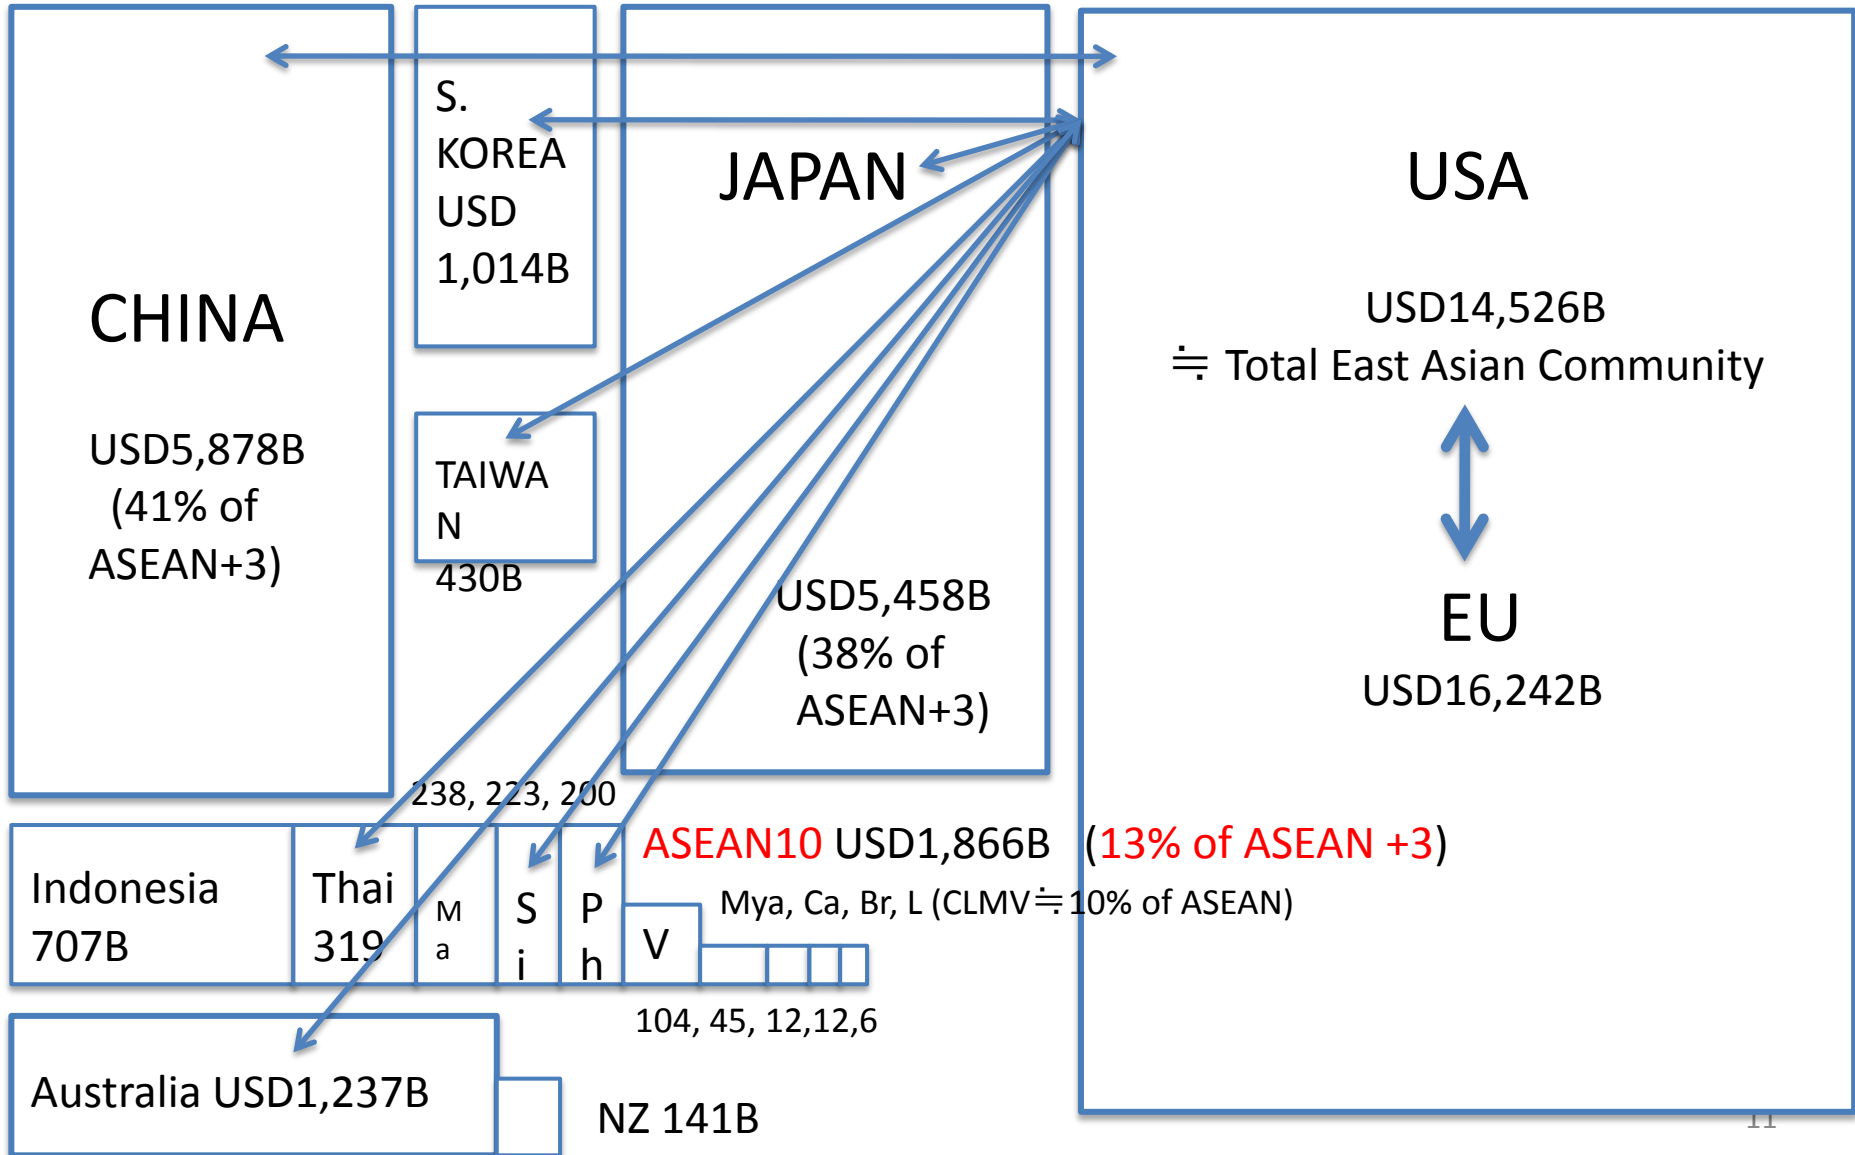 CHINA
USD5,878B
(41% of
ASEAN+3)
S.
KOREA
USD
1,014B
TAIWA
N
430B
JAPAN
USD5,458B
(38% of
ASEAN+3)
USA
USD14,526B
≒ Total East Asian Community
EU
USD16,242B
238, 223, 200
Indonesia
707B
Thai
319
M
a
S
i
P
h
V
ASEAN10 USD1,866B (13% of ASEAN +3)
Mya, Ca, Br, L (CLMV≒10% of ASEAN)
104, 45, 12,12,6
Australia USD1,237B
NZ 141B
11